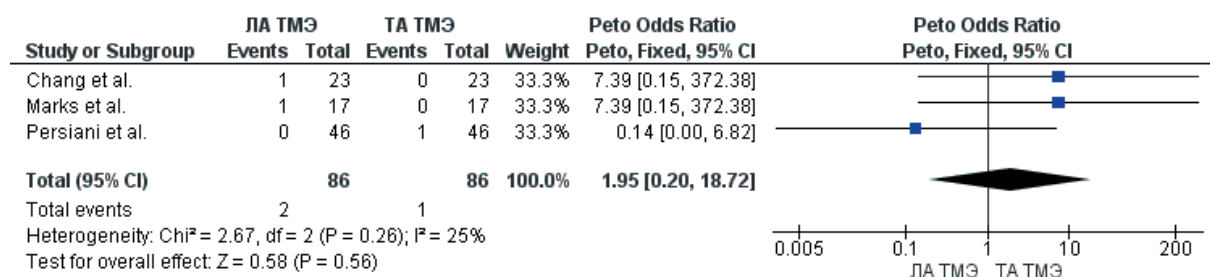 ЛА ТМЭ ТА ТМЭ Peto Odds Ratio Peto Odds Ratio
Study or Subgroup Events Total Events Total Weight Peto, Fixed, 95% CI Peto, Fixed, 95% CI
Chang et al. 1 23 0 23 33.3% 7.39 [0.15, 372.38]
Marks et al. 1 17 0 17 33.3% 7.39 [0.15, 372.38]
Persiani et al. 0 46 1 46 33.3% 0.14 [0.00, 6.82]
Total (95% CI) 86 86 100.0% 1.95 [0.20, 18.72]
Total events 2 1
Heterogeneity: Chi² = 2.67, df = 2 (P = 0.26); I² = 25%
Test for overall effect: Z = 0.58 (P = 0.56)
0.005 0.1 1 10 200
ЛА ТМЭ ТА ТМЭ